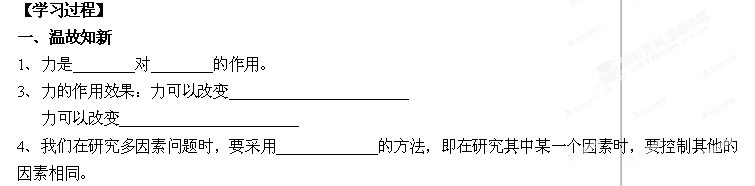 【学习过程】
一、温故知新
1、力是________对________的作用。
3、力的作用效果：力可以改变________________________
力可以改变________________________
4、我们在研究多因素问题时，要采用_____________的方法，即在研究其中某一个因素时，要控制其他的
因素相同。